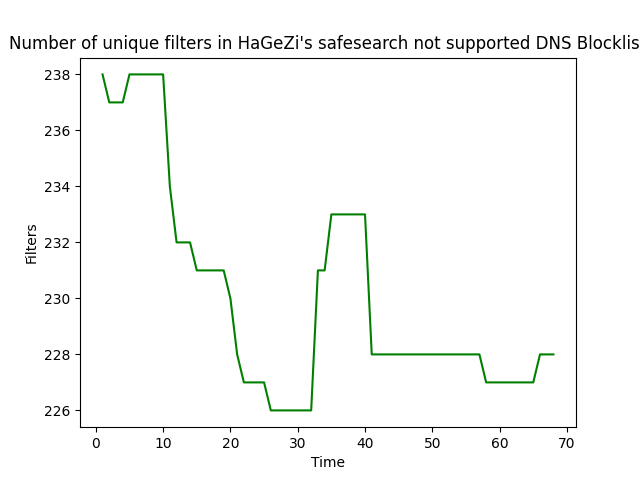 Number of unique filters in HaGeZi's safesearch not supported DNS Blocklis
238
236
234
232
230
228
226
Filters
0 10 20 30 40 50 60 70
Time